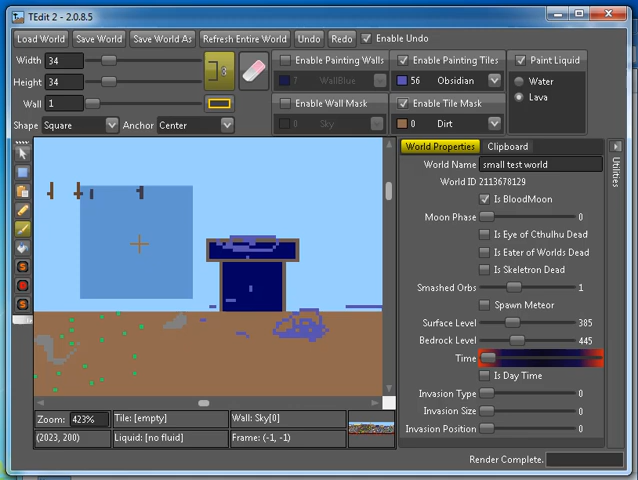 TEdit 2 - 2.0.8.5
Load World Save World Save World As Refresh Entire World Undo Redo Enable Undo
Width 34
Height 34
Wall 1
Shape Square Anchor Center
Enable Painting Walls
7 WallBlue
Enable Wall Mask
0 Sky
Enable Painting Tiles
56 Obsidian
Enable Tile Mask
0 Dirt
Paint Liquid
Water
Lava
World Properties Clipboard
World Name small test world
World ID 2113678129
Is BloodMoon
Moon Phase 0
Is Eye of Cthulhu Dead
Is Eater of Worlds Dead
Is Skeletron Dead
Smashed Orbs 1
Spawn Meteor
Surface Level 385
Bedrock Level 445
Time
Is Day Time
Invasion Type 0
Invasion Size 0
Invasion Position 0
Utilities
Zoom: 423% Tile: [empty] Wall: Sky[0]
(2023, 200) Liquid: [no fluid] Frame: (-1, -1)
Render Complete.